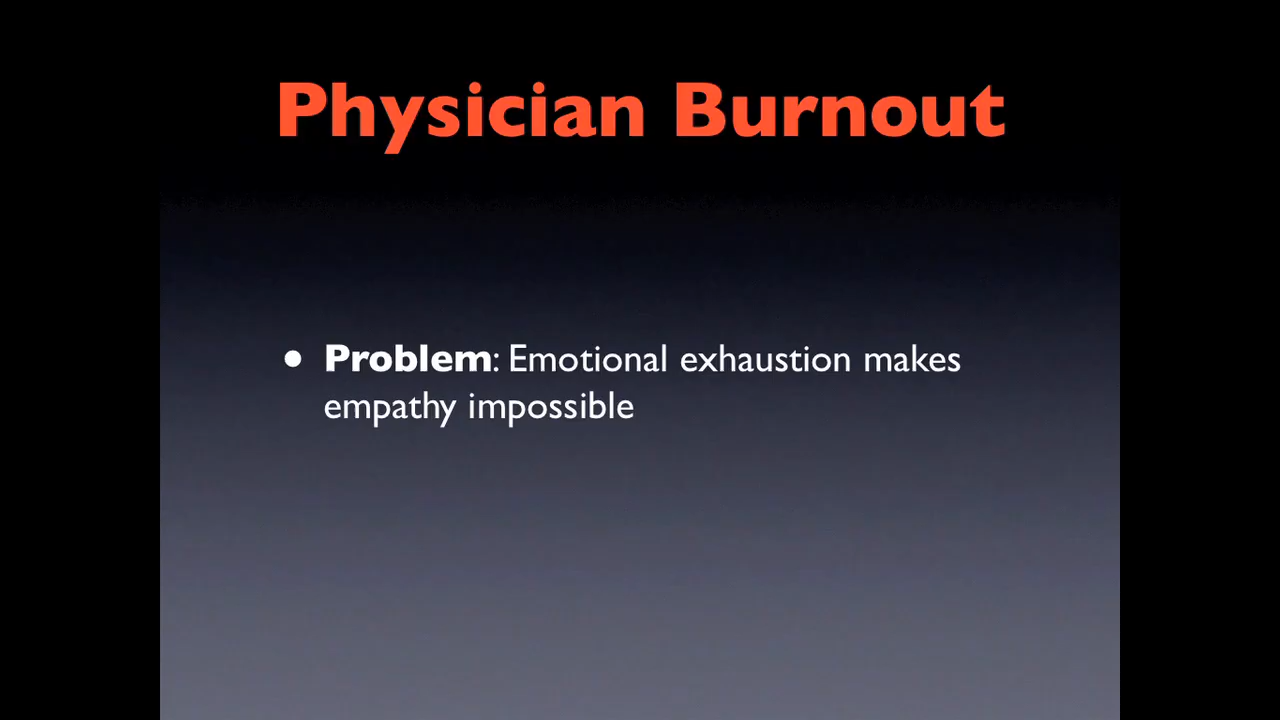 Physician Burnout
• Problem: Emotional exhaustion makes
empathy impossible